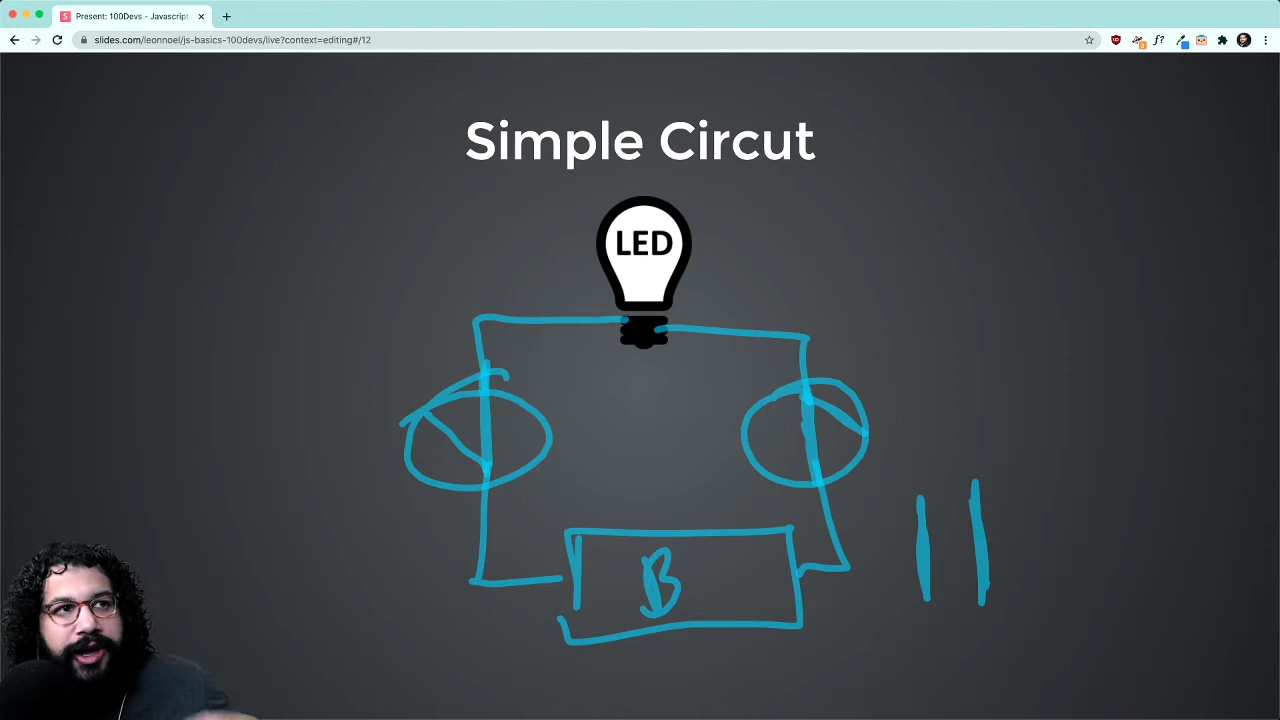 Present: 100Devs - Javascript
slides.com/leonnoel/js-basics-100devs/live?context=editing#/12
Simple Circut
LED
B